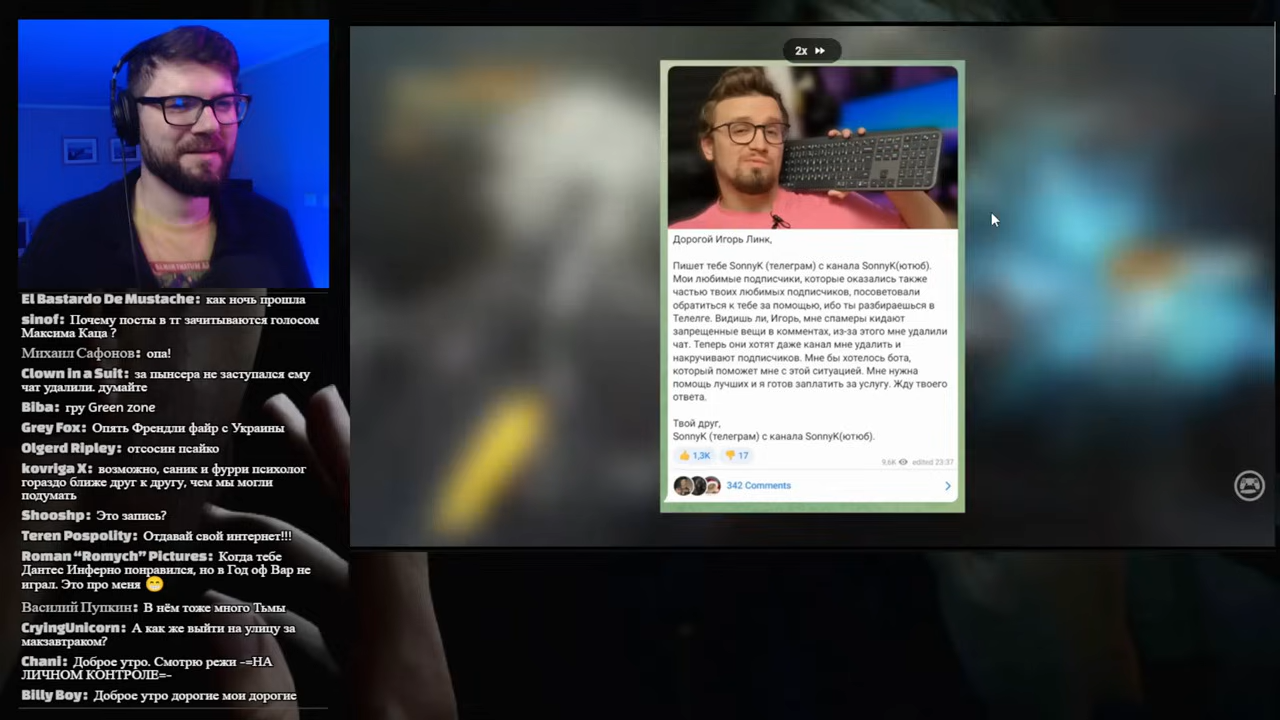 El Bastardo De Mustache: как ночь прошла
sinof: Почему посты в тг зачитываются голосом
Максима Каца ?
Михаил Сафонов: опа!
Clown in a Suit: за пынсера не заступался ему
чат удалили. думайте
Biba: гру Green zone
Grey Fox: Опять Френдли файр с Украины
Olgerd Ripley: отсосин псайко
kovriga X: возможно, саник и фурри психолог
гораздо ближе друг к другу, чем мы могли
подумать
Shooshp: Это запись?
Teren Pospolity: Отдавай свой интернет!!!
Roman “Romych” Pictures: Когда тебе
Дантес Инферно понравился, но в Год оф Вар не
играл. Это про меня 😁
Василий Пупкин: В нём тоже много Тьмы
CryingUnicorn: А как же выйти на улицу за
макзавтраком?
Chani: Доброе утро. Смотрю режи -=НА
ЛИЧНОМ КОНТРОЛЕ=-
Billy Boy: Доброе утро дорогие мои дорогие
2x
Дорогой Игорь Линк,
Пишет тебе SonnyK (телеграм) с канала SonnyK(ютюб).
Мои любимые подписчики, которые оказались также
частью твоих любимых подписчиков, посоветовали
обратиться к тебе за помощью, ибо ты разбираешься в
Телелге. Видишь ли, Игорь, мне спамеры кидают
запрещенные вещи в комментах, из-за этого мне удалили
чат. Теперь они хотят даже канал мне удалить и
накручивают подписчиков. Мне бы хотелось бота,
который поможет мне с этой ситуацией. Мне нужна
помощь лучших и я готов заплатить за услугу. Жду твоего
ответа.
Твой друг,
SonnyK (телеграм) с канала SonnyK(ютюб).
👍 1,3K 👎 17
9,6K edited 23:37
342 Comments